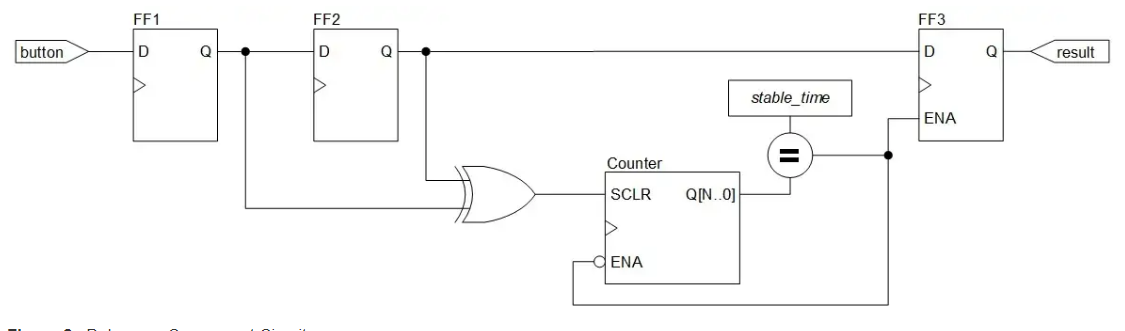 FF1
FF2
FF3
button
D
Q
D
Q
D
Q
result
stable_time
ENA
=
Counter
SCLR
Q[N..0]
ENA